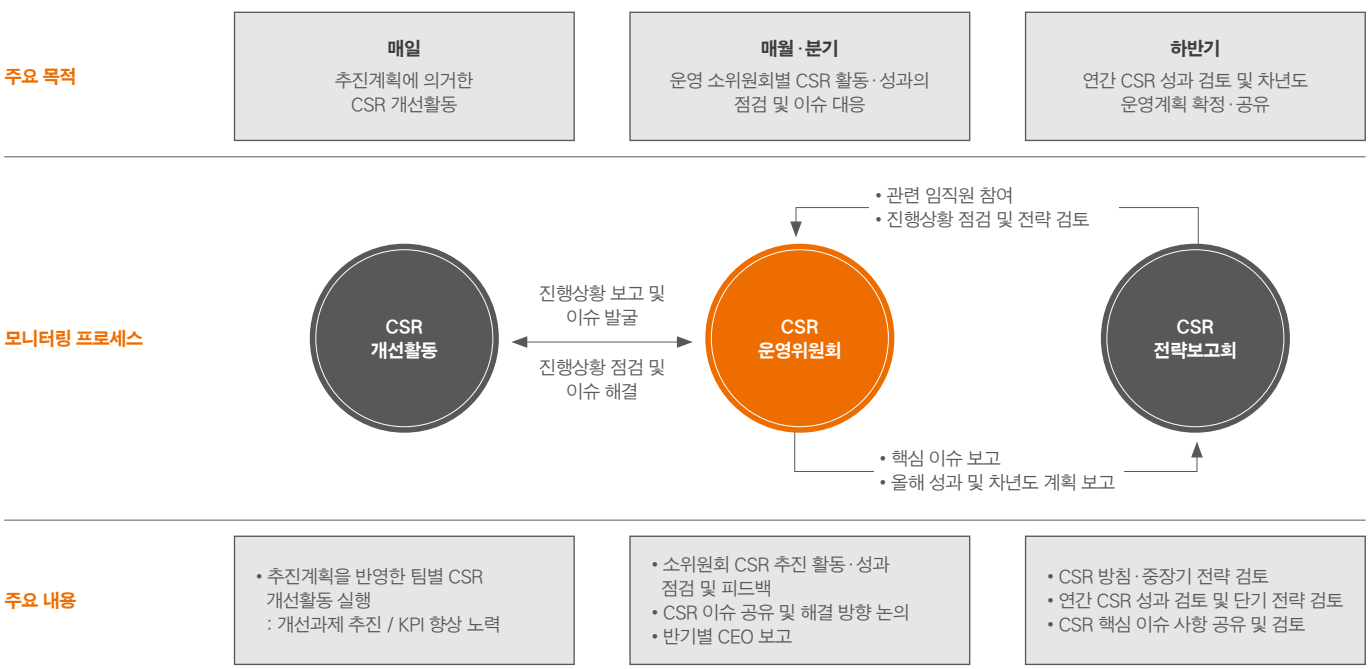 주요 목적
매일
추진계획에 의거한
CSR 개선활동
매월·분기
운영 소위원회별 CSR 활동·성과의
점검 및 이슈 대응
하반기
연간 CSR 성과 검토 및 차년도
운영계획 확정·공유
모니터링 프로세스
CSR
개선활동
진행상황 보고 및
이슈 발굴
진행상황 점검 및
이슈 해결
CSR
운영위원회
• 관련 임직원 참여
• 진행상황 점검 및 전략 검토
CSR
전략보고회
• 핵심 이슈 보고
• 올해 성과 및 차년도 계획 보고
주요 내용
• 추진계획을 반영한 팀별 CSR
개선활동 실행
: 개선과제 추진 / KPI 향상 노력
• 소위원회 CSR 추진 활동·성과
점검 및 피드백
• CSR 이슈 공유 및 해결 방향 논의
• 반기별 CEO 보고
• CSR 방침·중장기 전략 검토
• 연간 CSR 성과 검토 및 단기 전략 검토
• CSR 핵심 이슈 사항 공유 및 검토